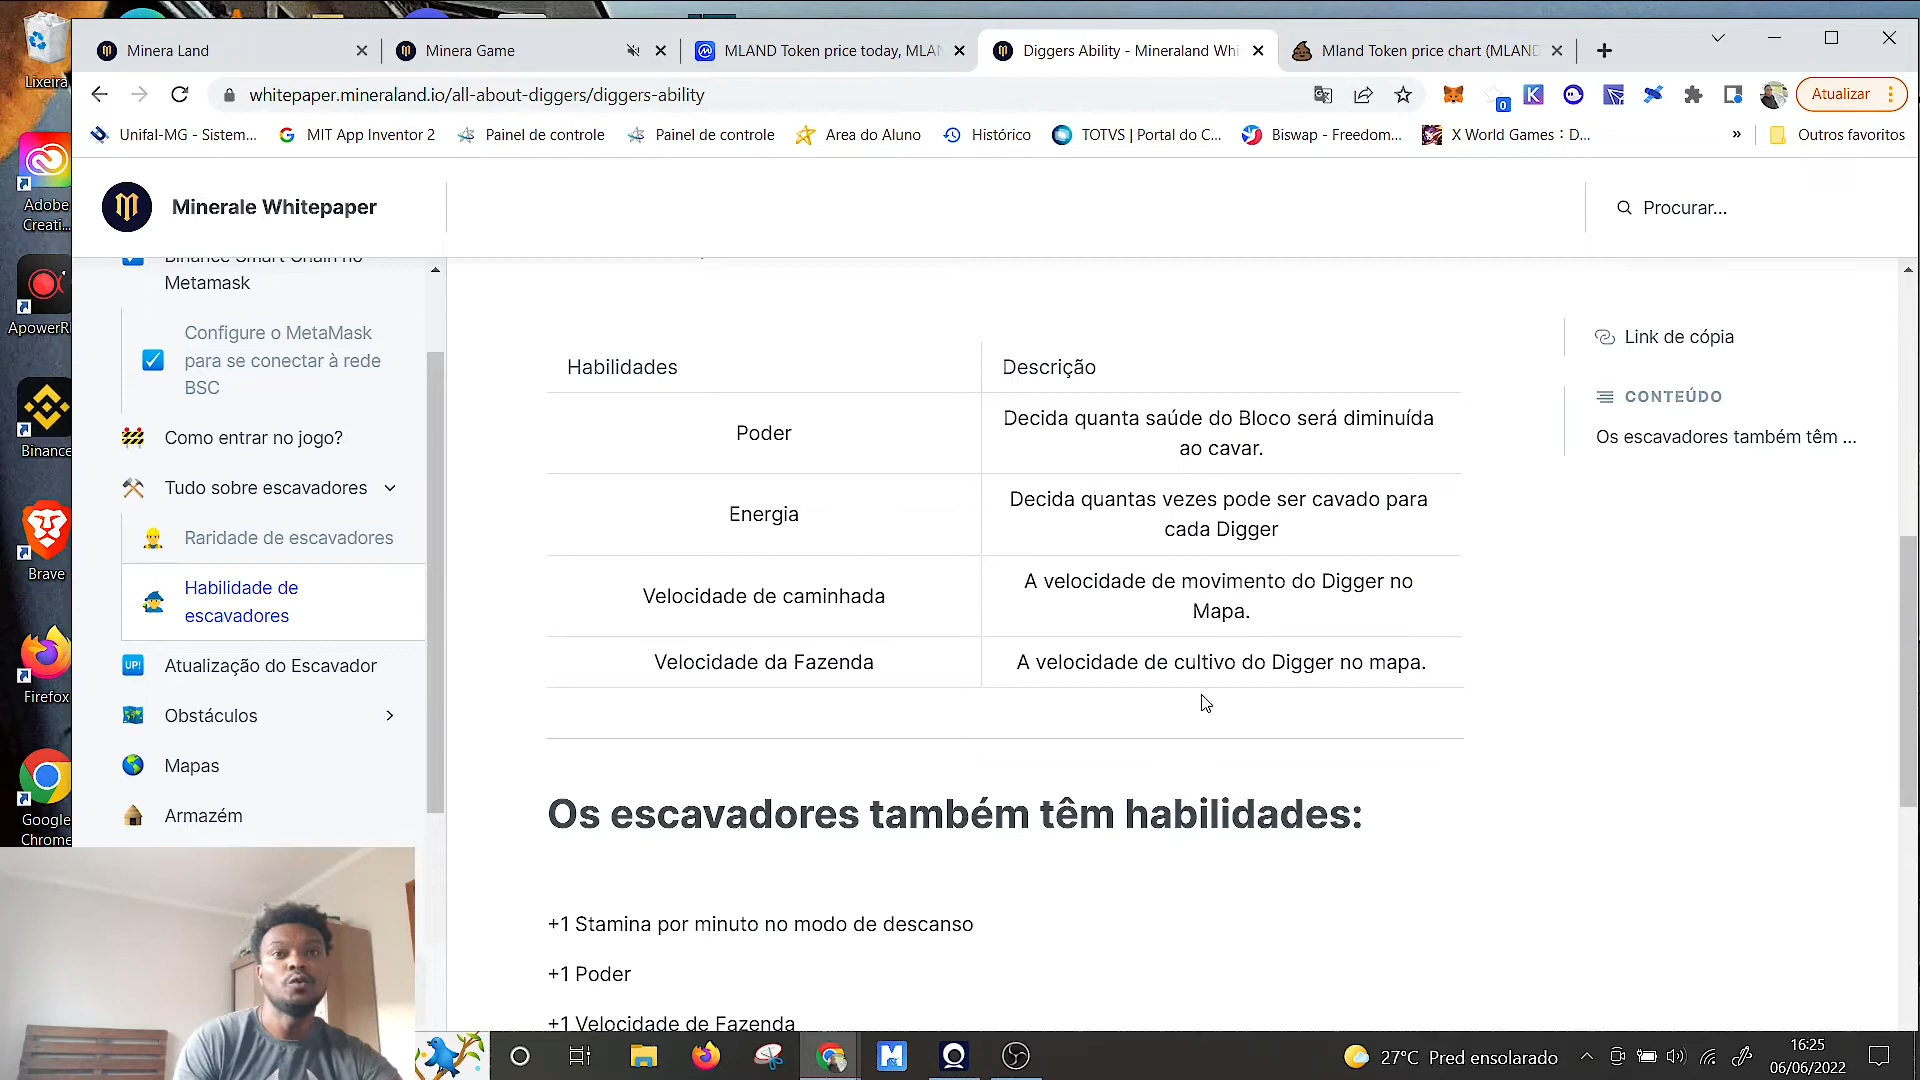 Lixeira
Adobe
Creati...
ApowerR
Binance
Brave
Firefox
Google
Chrome
Minera Land
Minera Game
MLAND Token price today, MLAN
Diggers Ability - Mineraland Whi
Mland Token price chart (MLAND
whitepaper.mineraland.io/all-about-diggers/diggers-ability
0
Atualizar
Unifal-MG - Sistem...
MIT App Inventor 2
Painel de controle
Painel de controle
Area do Aluno
Histórico
TOTVS | Portal do C...
Biswap - Freedom...
X World Games : D...
»
Outros favoritos
Minerale Whitepaper
Procurar...
Binance Smart Chain no
Metamask
Configure o MetaMask
para se conectar à rede
BSC
Como entrar no jogo?
Tudo sobre escavadores
Raridade de escavadores
Habilidade de
escavadores
UP!
Atualização do Escavador
Obstáculos
Mapas
Armazém
Habilidades
Descrição
Poder
Decida quanta saúde do Bloco será diminuída
ao cavar.
Energia
Decida quantas vezes pode ser cavado para
cada Digger
Velocidade de caminhada
A velocidade de movimento do Digger no
Mapa.
Velocidade da Fazenda
A velocidade de cultivo do Digger no mapa.
Os escavadores também têm habilidades:
+1 Stamina por minuto no modo de descanso
+1 Poder
+1 Velocidade de Fazenda
Link de cópia
CONTEÚDO
Os escavadores também têm ...
27°C Pred ensolarado
16:25
06/06/2022